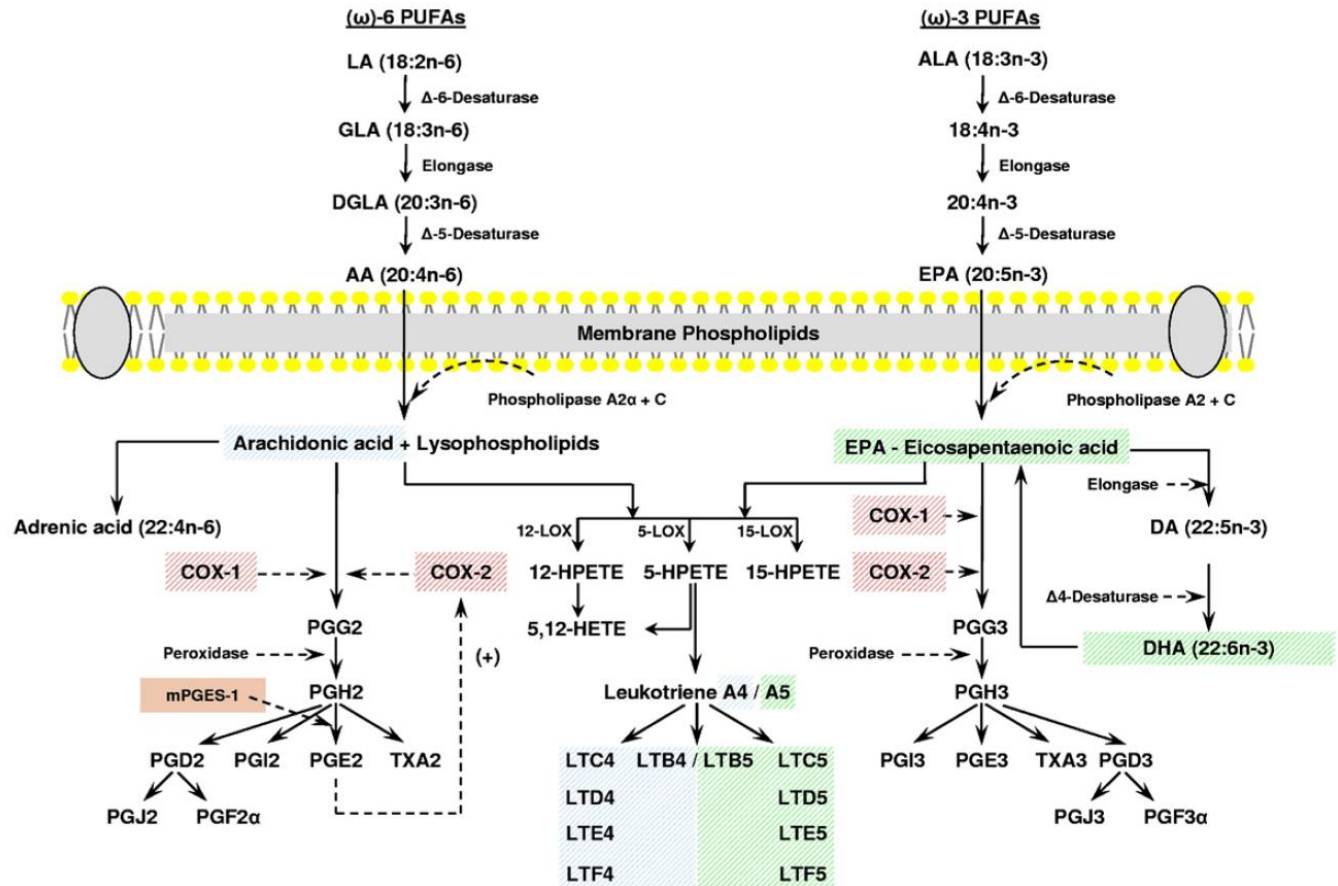 (ω)-6 PUFAs
(ω)-3 PUFAs
LA (18:2n-6)
ALA (18:3n-3)
Δ-6-Desaturase
Δ-6-Desaturase
GLA (18:3n-6)
18:4n-3
Elongase
Elongase
DGLA (20:3n-6)
20:4n-3
Δ-5-Desaturase
Δ-5-Desaturase
AA (20:4n-6)
EPA (20:5n-3)
Membrane Phospholipids
Phospholipase A2α + C
Phospholipase A2 + C
Arachidonic acid + Lysophospholipids
EPA - Eicosapentaenoic acid
Elongase
Adrenic acid (22:4n-6)
12-LOX
5-LOX
15-LOX
COX-1
DA (22:5n-3)
COX-1
COX-2
12-HPETE
5-HPETE
15-HPETE
COX-2
Δ4-Desaturase
PGG2
5,12-HETE
PGG3
DHA (22:6n-3)
Peroxidase
(+)
Peroxidase
mPGES-1
PGH2
Leukotriene A4 / A5
PGH3
PGD2
PGI2
PGE2
TXA2
LTC4
LTB4 / LTB5
LTC5
PGI3
PGE3
TXA3
PGD3
LTD4
LTD5
PGJ2
PGF2α
LTE4
LTE5
PGJ3
PGF3α
LTF4
LTF5